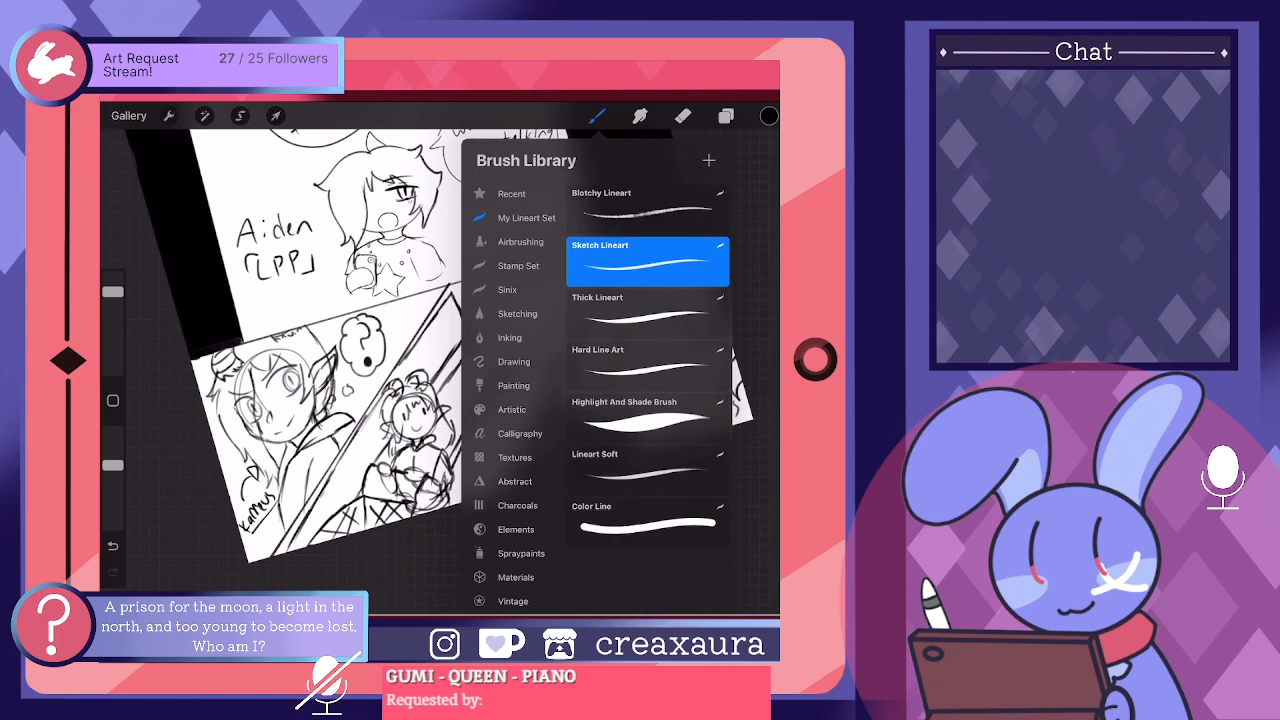 Art Request
Stream!
27 / 25 Followers
Chat
Gallery
talking!
Aiden
「LPP」
Brush Library
Recent
My Lineart Set
Airbrushing
Stamp Set
Sinix
Sketching
Inking
Drawing
Painting
Artistic
Calligraphy
Textures
Abstract
Charcoals
Elements
Spraypaints
Materials
Vintage
Blotchy Lineart
Sketch Lineart
Thick Lineart
Hard Line Art
Highlight And Shade Brush
Lineart Soft
Color Line
?
A prison for the moon, a light in the
north, and too young to become lost.
Who am I?
creaxaura
GUMI - QUEEN - PIANO
Requested by: